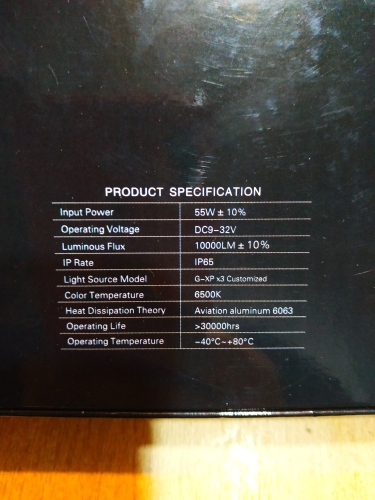 PRODUCT SPECIFICATION
Input Power 55W ± 10%
Operating Voltage DC9-32V
Luminous Flux 10000LM ± 10%
IP Rate IP65
Light Source Model G-XP x3 Customized
Color Temperature 6500K
Heat Dissipation Theory Aviation aluminum 6063
Operating Life >30000hrs
Operating Temperature -40°C~+80°C